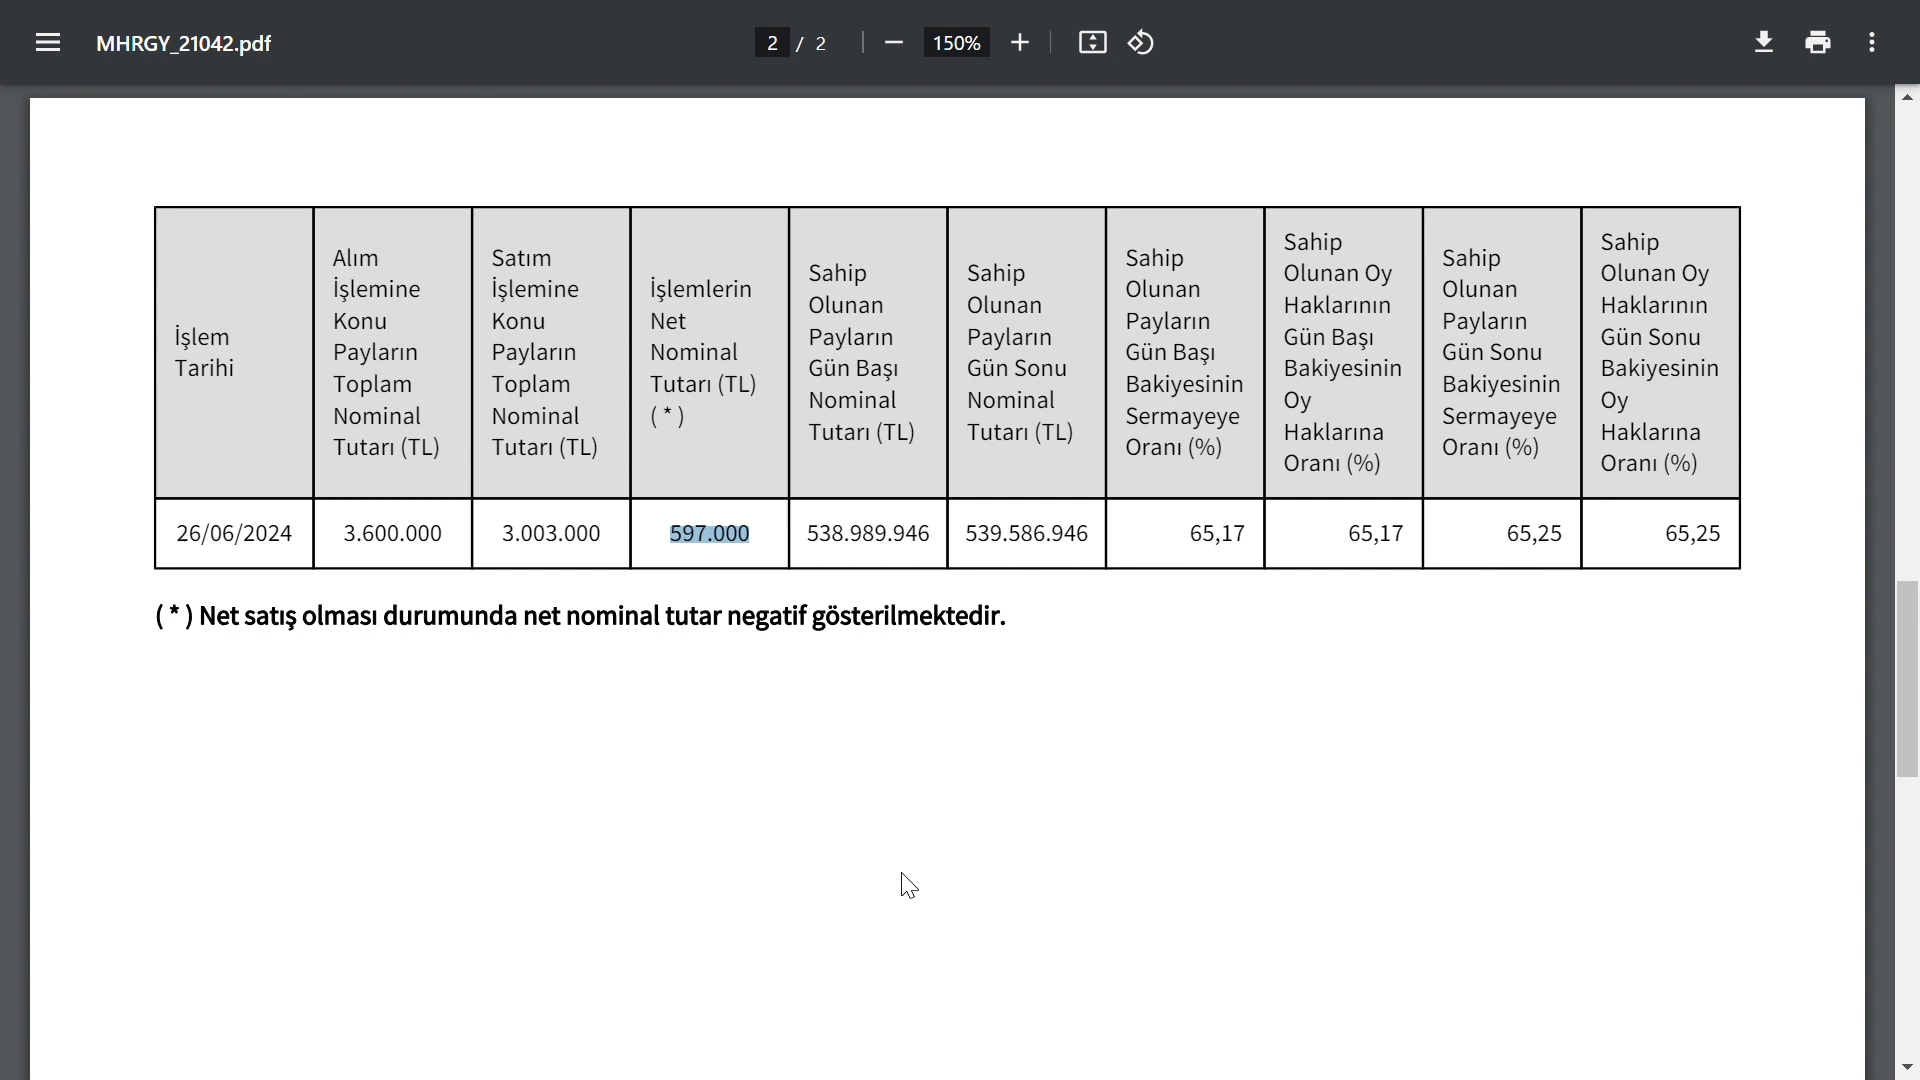 MHRGY_21042.pdf
2 / 2
150%
İşlem
Tarihi
Alım
İşlemine
Konu
Payların
Toplam
Nominal
Tutarı (TL)
Satım
İşlemine
Konu
Payların
Toplam
Nominal
Tutarı (TL)
İşlemlerin
Net
Nominal
Tutarı (TL)
( * )
Sahip
Olunan
Payların
Gün Başı
Nominal
Tutarı (TL)
Sahip
Olunan
Payların
Gün Sonu
Nominal
Tutarı (TL)
Sahip
Olunan
Payların
Gün Başı
Bakiyesinin
Sermayeye
Oranı (%)
Sahip
Olunan Oy
Haklarının
Gün Başı
Bakiyesinin
Oy
Haklarına
Oranı (%)
Sahip
Olunan
Payların
Gün Sonu
Bakiyesinin
Sermayeye
Oranı (%)
Sahip
Olunan Oy
Haklarının
Gün Sonu
Bakiyesinin
Oy
Haklarına
Oranı (%)
26/06/2024 3.600.000 3.003.000 597.000 538.989.946 539.586.946 65,17 65,17 65,25 65,25
( * ) Net satış olması durumunda net nominal tutar negatif gösterilmektedir.